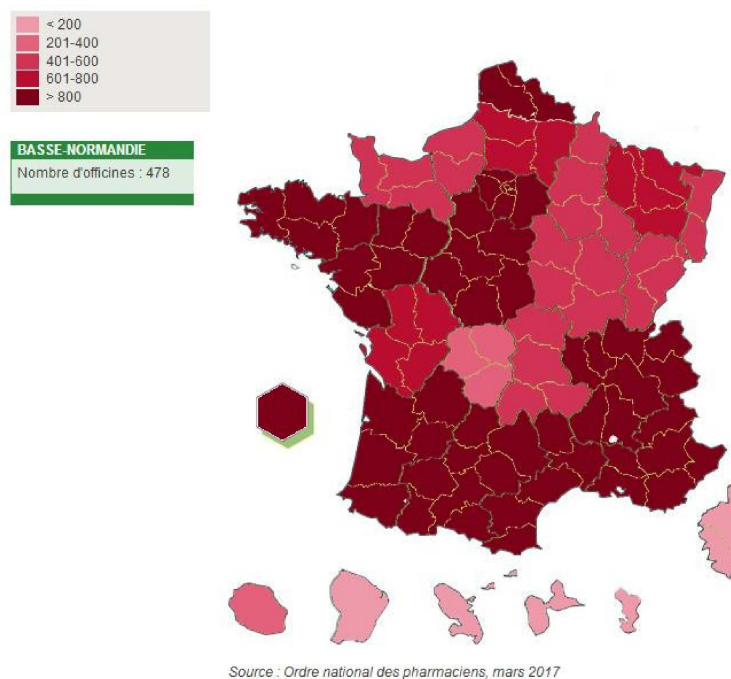 < 200
201-400
401-600
601-800
> 800
BASSE-NORMANDIE
Nombre d'officines : 478
Source : Ordre national des pharmaciens, mars 2017